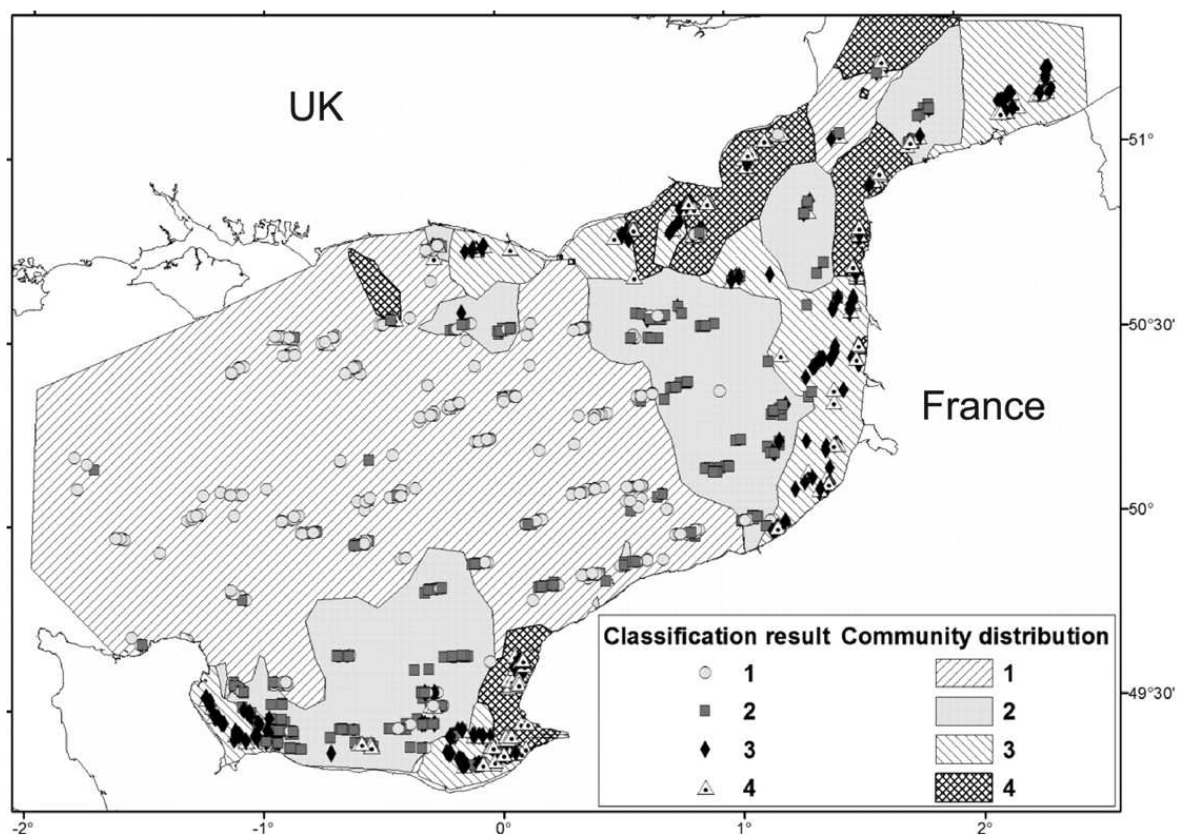 UK
51°
50°30'
France
50°
49°30'
Classification result Community distribution
1 1
2 2
3 3
4 4
-2° -1° 0° 1° 2°